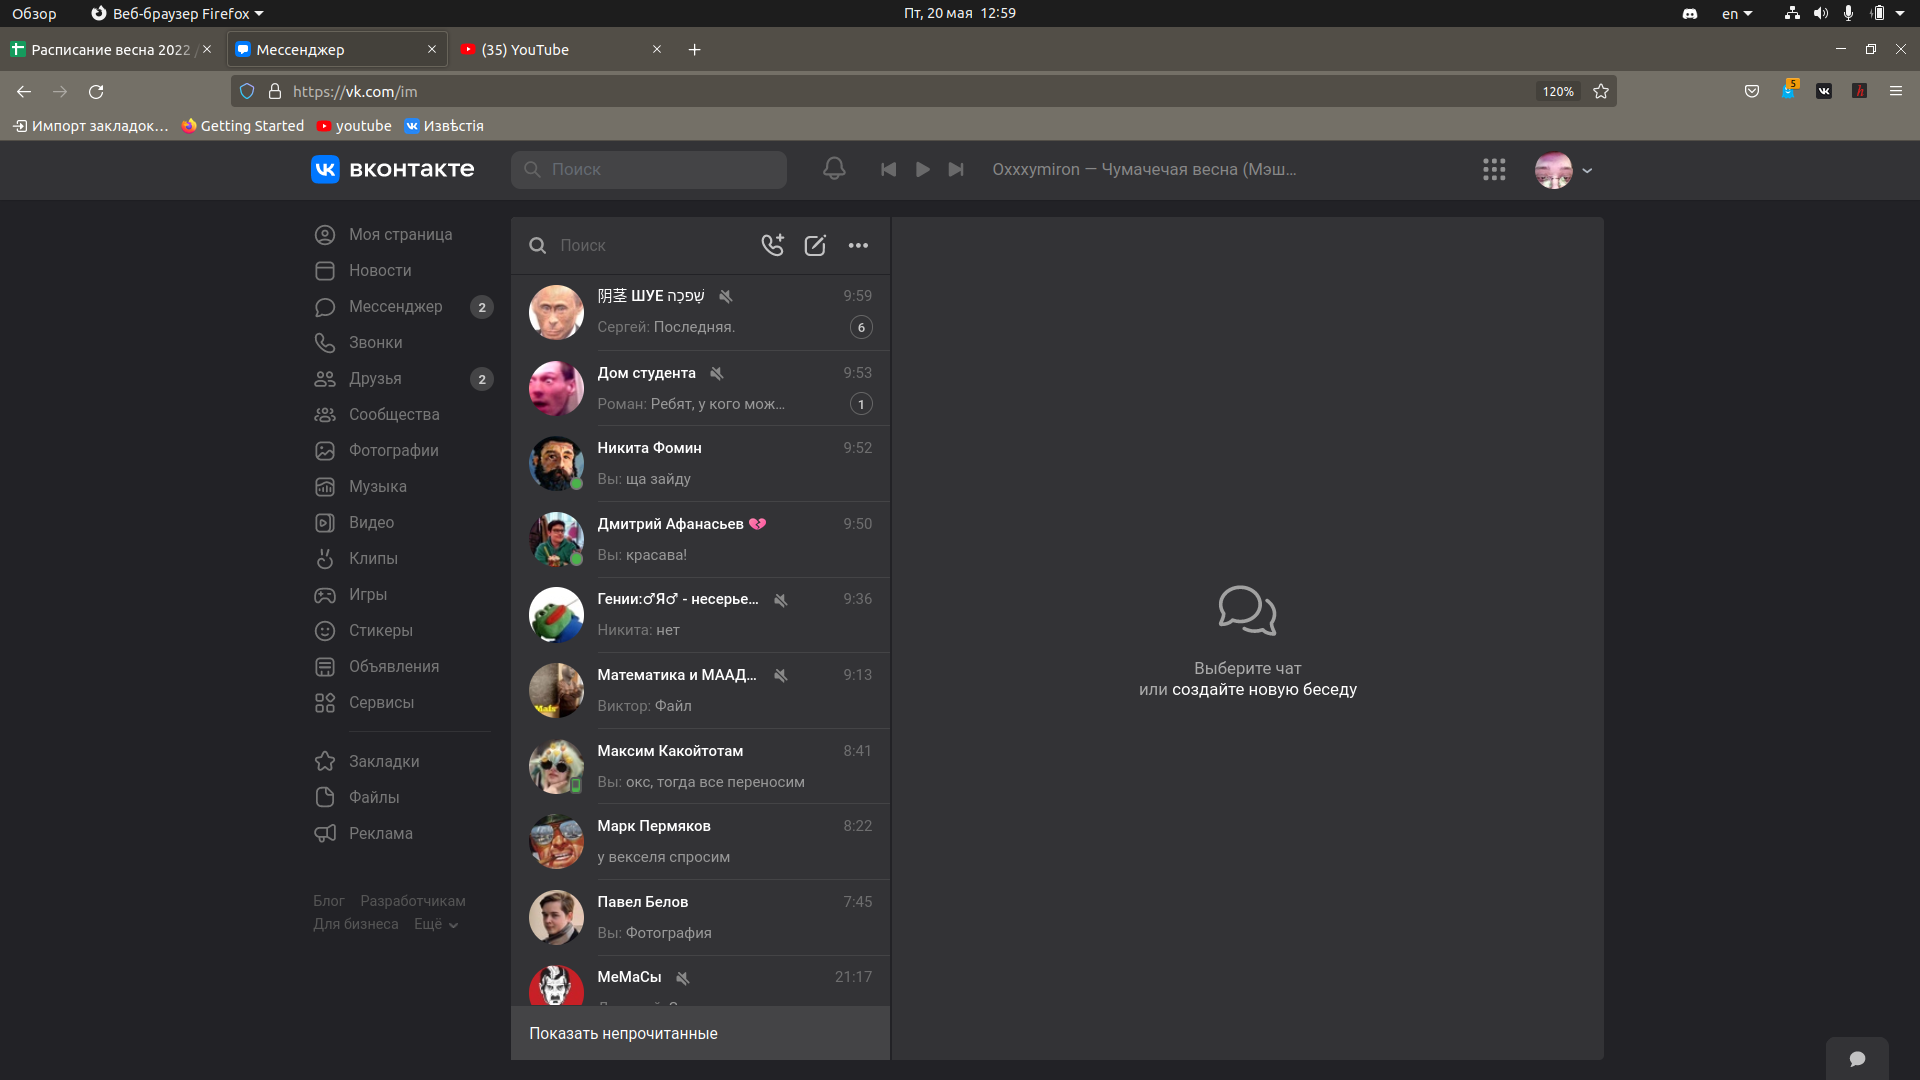 Обзор
Веб-браузер Firefox
Пт, 20 мая 12:59
en
Расписание весна 2022
Мессенджер
(35) YouTube
https://vk.com/im
120%
5
Импорт закладок…
Getting Started
youtube
Извѣстія
вконтакте
Поиск
Oxxxymiron — Чумачечая весна (Мэш...
Моя страница
Новости
Мессенджер 2
Звонки
Друзья 2
Сообщества
Фотографии
Музыка
Видео
Клипы
Игры
Стикеры
Объявления
Сервисы
Закладки
Файлы
Реклама
Блог Разработчикам
Для бизнеса Ещё
Поиск
阴茎 ШУЕ שָׁפכָה 9:59
Сергей: Последняя. 6
Дом студента 9:53
Роман: Ребят, у кого мож... 1
Никита Фомин 9:52
Вы: ща зайду
Дмитрий Афанасьев 💔 9:50
Вы: красава!
Гении:♂Я♂ - несерье... 9:36
Никита: нет
Математика и МААД... 9:13
Виктор: Файл
Maтs
Максим Какойтотам 8:41
Вы: окс, тогда все переносим
Марк Пермяков 8:22
у векселя спросим
Павел Белов 7:45
Вы: Фотография
МеМаСы 21:17
Показать непрочитанные
Выберите чат
или создайте новую беседу